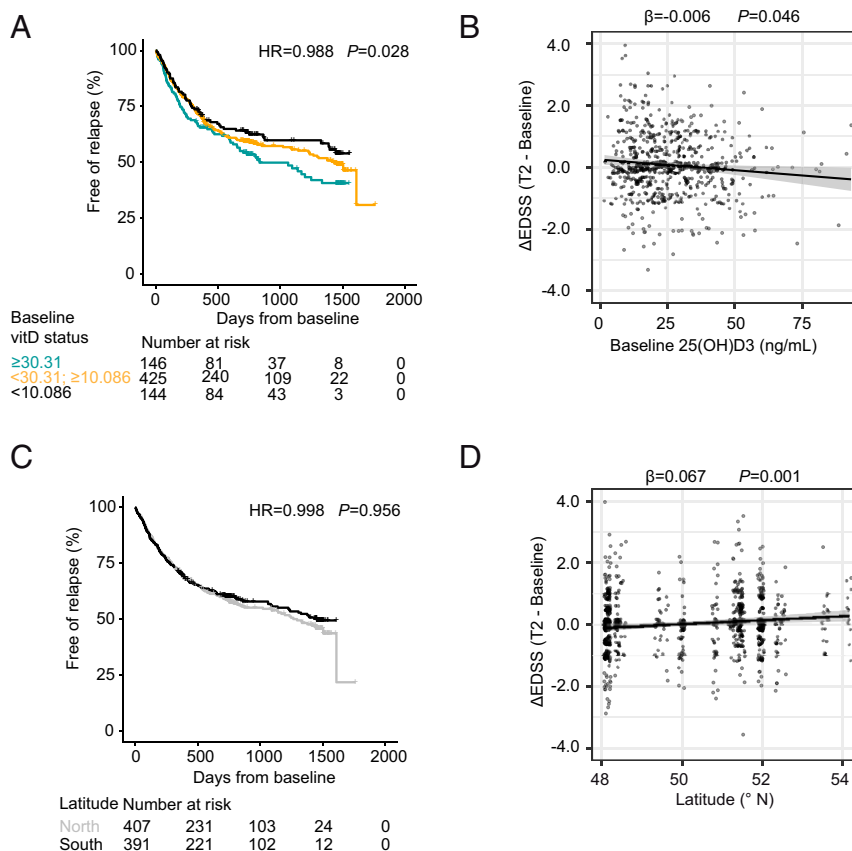 A
HR=0.988 P=0.028
100
75
50
25
0
Free of relapse (%)
0 500 1000 1500 2000
Days from baseline
Baseline
vitD status
Number at risk
≥30.31 146 81 37 8 0
<30.31; ≥10.086 425 240 109 22 0
<10.086 144 84 43 3 0
B
β=-0.006 P=0.046
4.0
2.0
0.0
-2.0
-4.0
ΔEDSS (T2 - Baseline)
0 25 50 75
Baseline 25(OH)D3 (ng/mL)
C
HR=0.998 P=0.956
100
75
50
25
0
Free of relapse (%)
0 500 1000 1500 2000
Days from baseline
Latitude Number at risk
North 407 231 103 24 0
South 391 221 102 12 0
D
β=0.067 P=0.001
4.0
2.0
0.0
-2.0
-4.0
ΔEDSS (T2 - Baseline)
48 50 52 54
Latitude (° N)